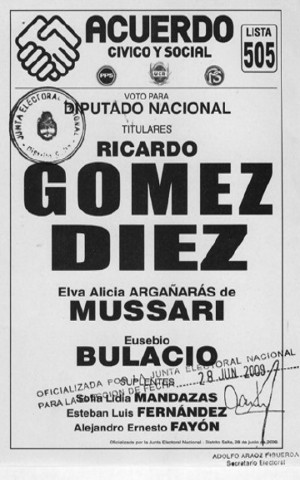 ACUERDO
CIVICO Y SOCIAL
LISTA
505
PPS
UCR
VOTO PARA
DIPUTADO NACIONAL
TITULARES
RICARDO
GOMEZ
DIEZ
Elva Alicia ARGAÑARÁS de
MUSSARI
Eusebio
BULACIO
OFICIALIZADA POR LA JUNTA ELECTORAL NACIONAL
PARA LA ELECCION DE FECHA 28 JUN 2009
SUPLENTES
Sofía Lidia MANDAZAS
Esteban Luis FERNÁNDEZ
Alejandro Ernesto FAYÓN
Oficializada por la Junta Electoral Nacional - Distrito Salta, 28 de junio de 2009
ADOLFO ARAOZ FIGUEROA
Secretario Electoral
JUNTA ELECTORAL NACIONAL